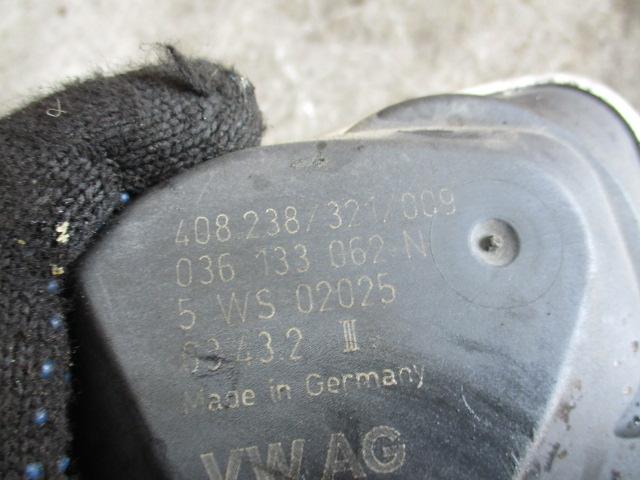 408 238/321/009
036 133 062 N
5 WS 02025
03 43.2 III
Made in Germany
VW AG